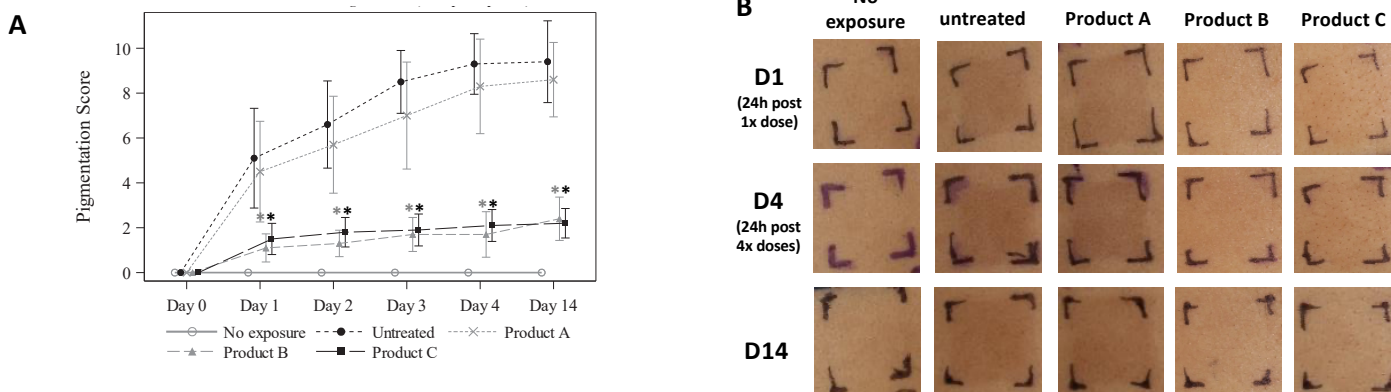 A
Pigmentation Score
10
8
6
4
2
0
* * * * * * * * * *
Day 0 Day 1 Day 2 Day 3 Day 4 Day 14
No exposure Untreated Product A
Product B Product C
B
No exposure untreated Product A Product B Product C
D1
(24h post
1x dose)
D4
(24h post
4x doses)
D14